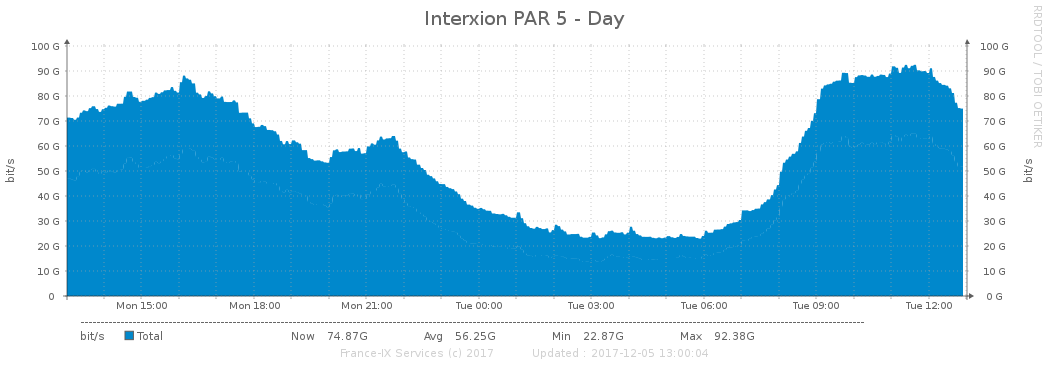 Interxion PAR 5 - Day
RRDTOOL / TOBI OETIKER
100 G 100 G
90 G 90 G
80 G 80 G
70 G 70 G
60 G 60 G
50 G 50 G
40 G 40 G
30 G 30 G
20 G 20 G
10 G 10 G
0 0 G
bit/s
bit/s
Mon 15:00 Mon 18:00 Mon 21:00 Tue 00:00 Tue 03:00 Tue 06:00 Tue 09:00 Tue 12:00
bit/s Total Now 74.87G Avg 56.25G Min 22.87G Max 92.38G
France-IX Services (c) 2017 Updated : 2017-12-05 13:00:04